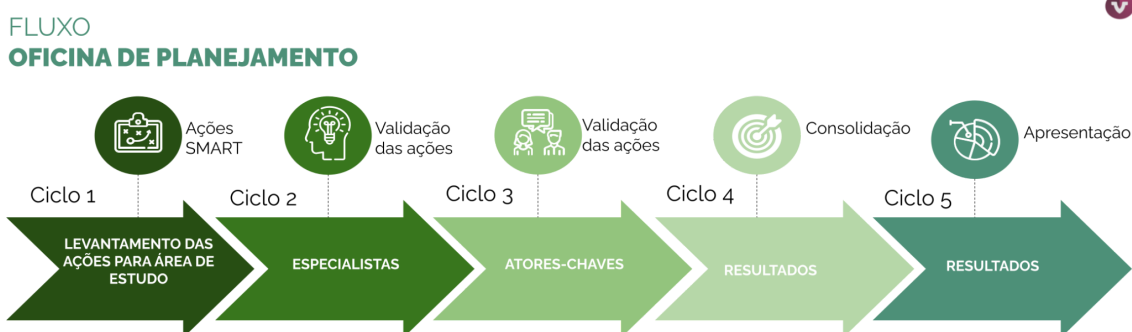 FLUXO
OFICINA DE PLANEJAMENTO
Ações
SMART
Validação
das ações
Validação
das ações
Consolidação
Apresentação
Ciclo 1
Ciclo 2
Ciclo 3
Ciclo 4
Ciclo 5
LEVANTAMENTO DAS
AÇÕES PARA ÁREA DE
ESTUDO
ESPECIALISTAS
ATORES-CHAVES
RESULTADOS
RESULTADOS